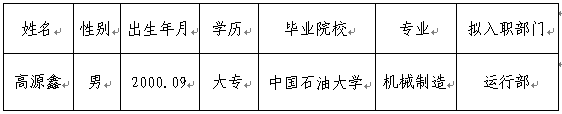 姓名 性别 出生年月 学历 毕业院校 专业 拟入职部门
高源鑫 男 2000.09 大专 中国石油大学 机械制造 运行部